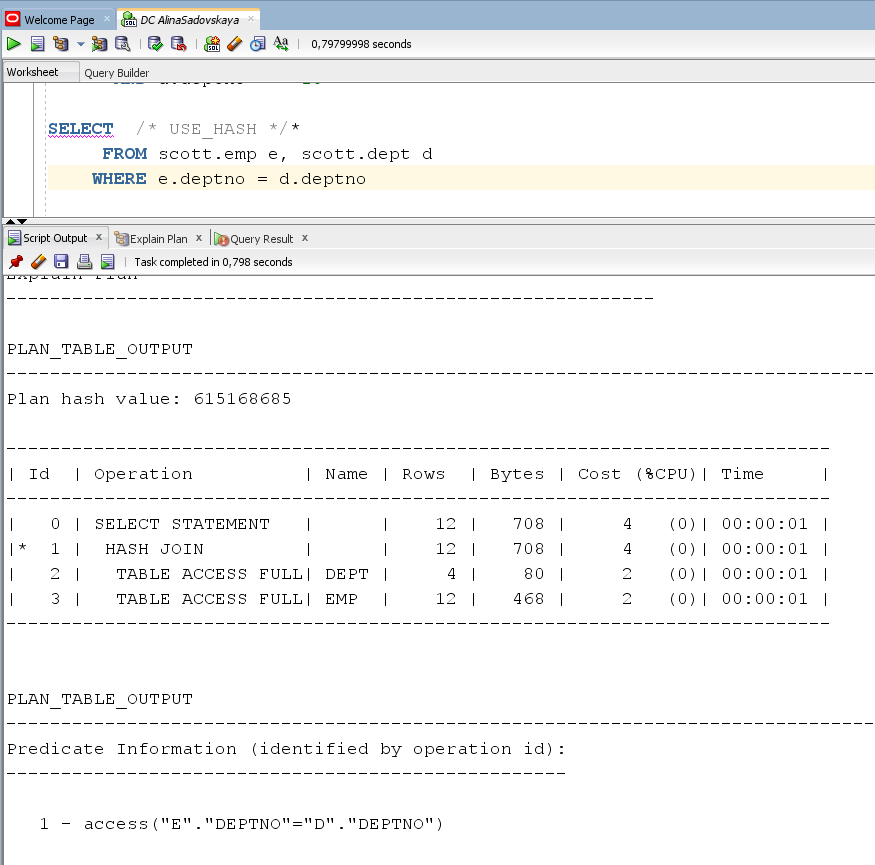 Welcome Page
DC AlinaSadovskaya
0,79799998 seconds
Worksheet
Query Builder
SELECT  /* USE_HASH */*
FROM scott.emp e, scott.dept d
WHERE e.deptno = d.deptno
Script Output x
Explain Plan x
Query Result x
Task completed in 0,798 seconds
Explain Plan
------------------------------------------------------------
PLAN_TABLE_OUTPUT
--------------------------------------------------------------------------------
Plan hash value: 615168685
---------------------------------------------------------------------------
| Id  | Operation          | Name | Rows  | Bytes | Cost (%CPU)| Time     |
---------------------------------------------------------------------------
|   0 | SELECT STATEMENT   |      |    12 |   708 |     4   (0)| 00:00:01 |
|*  1 |  HASH JOIN         |      |    12 |   708 |     4   (0)| 00:00:01 |
|   2 |   TABLE ACCESS FULL| DEPT |     4 |    80 |     2   (0)| 00:00:01 |
|   3 |   TABLE ACCESS FULL| EMP  |    12 |   468 |     2   (0)| 00:00:01 |
---------------------------------------------------------------------------
PLAN_TABLE_OUTPUT
--------------------------------------------------------------------------------
Predicate Information (identified by operation id):
---------------------------------------------------
1 - access("E"."DEPTNO"="D"."DEPTNO")